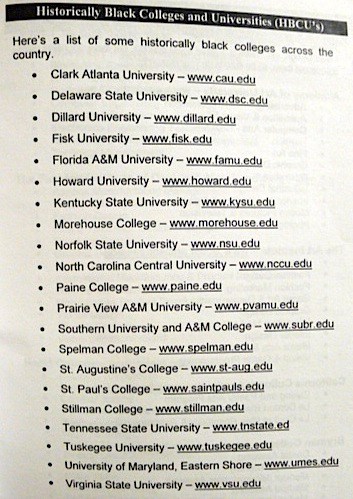 Historically Black Colleges and Universities (HBCU's)
Here's a list of some historically black colleges across the
country.
• Clark Atlanta University – www.cau.edu
• Delaware State University – www.dsc.edu
• Dillard University – www.dillard.edu
• Fisk University – www.fisk.edu
• Florida A&M University – www.famu.edu
• Howard University – www.howard.edu
• Kentucky State University – www.kysu.edu
• Morehouse College – www.morehouse.edu
• Norfolk State University – www.nsu.edu
• North Carolina Central University – www.nccu.edu
• Paine College – www.paine.edu
• Prairie View A&M University – www.pvamu.edu
• Southern University and A&M College – www.subr.edu
• Spelman College – www.spelman.edu
• St. Augustine's College – www.st-aug.edu
• St. Paul's College – www.saintpauls.edu
• Stillman College – www.stillman.edu
• Tennessee State University – www.tnstate.ed
• Tuskegee University – www.tuskegee.edu
• University of Maryland, Eastern Shore – www.umes.edu
• Virginia State University – www.vsu.edu